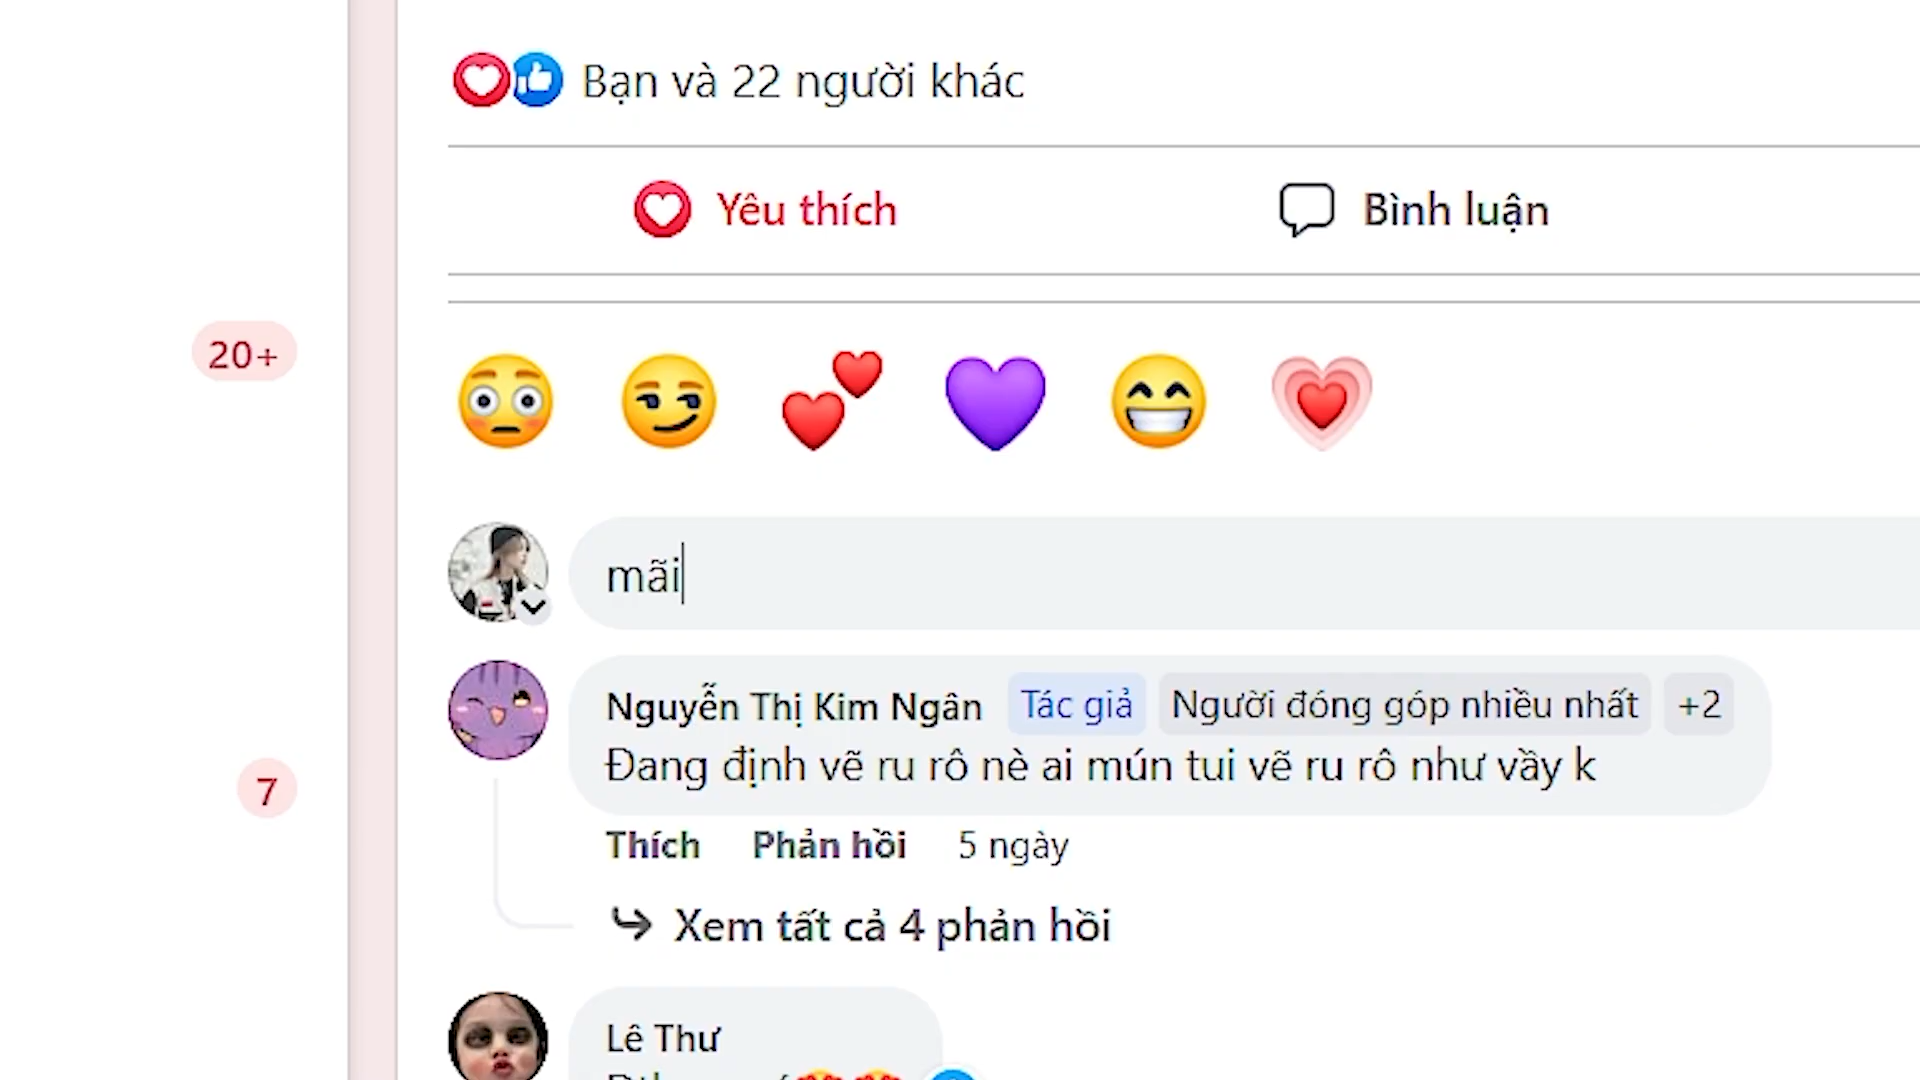 Bạn và 22 người khác
Yêu thích Bình luận
20+
mãi
Nguyễn Thị Kim Ngân Tác giả Người đóng góp nhiều nhất +2
Đang định vẽ ru rô nè ai mún tui vẽ ru rô như vầy k
7
Thích Phản hồi 5 ngày
Xem tất cả 4 phản hồi
Lê Thư